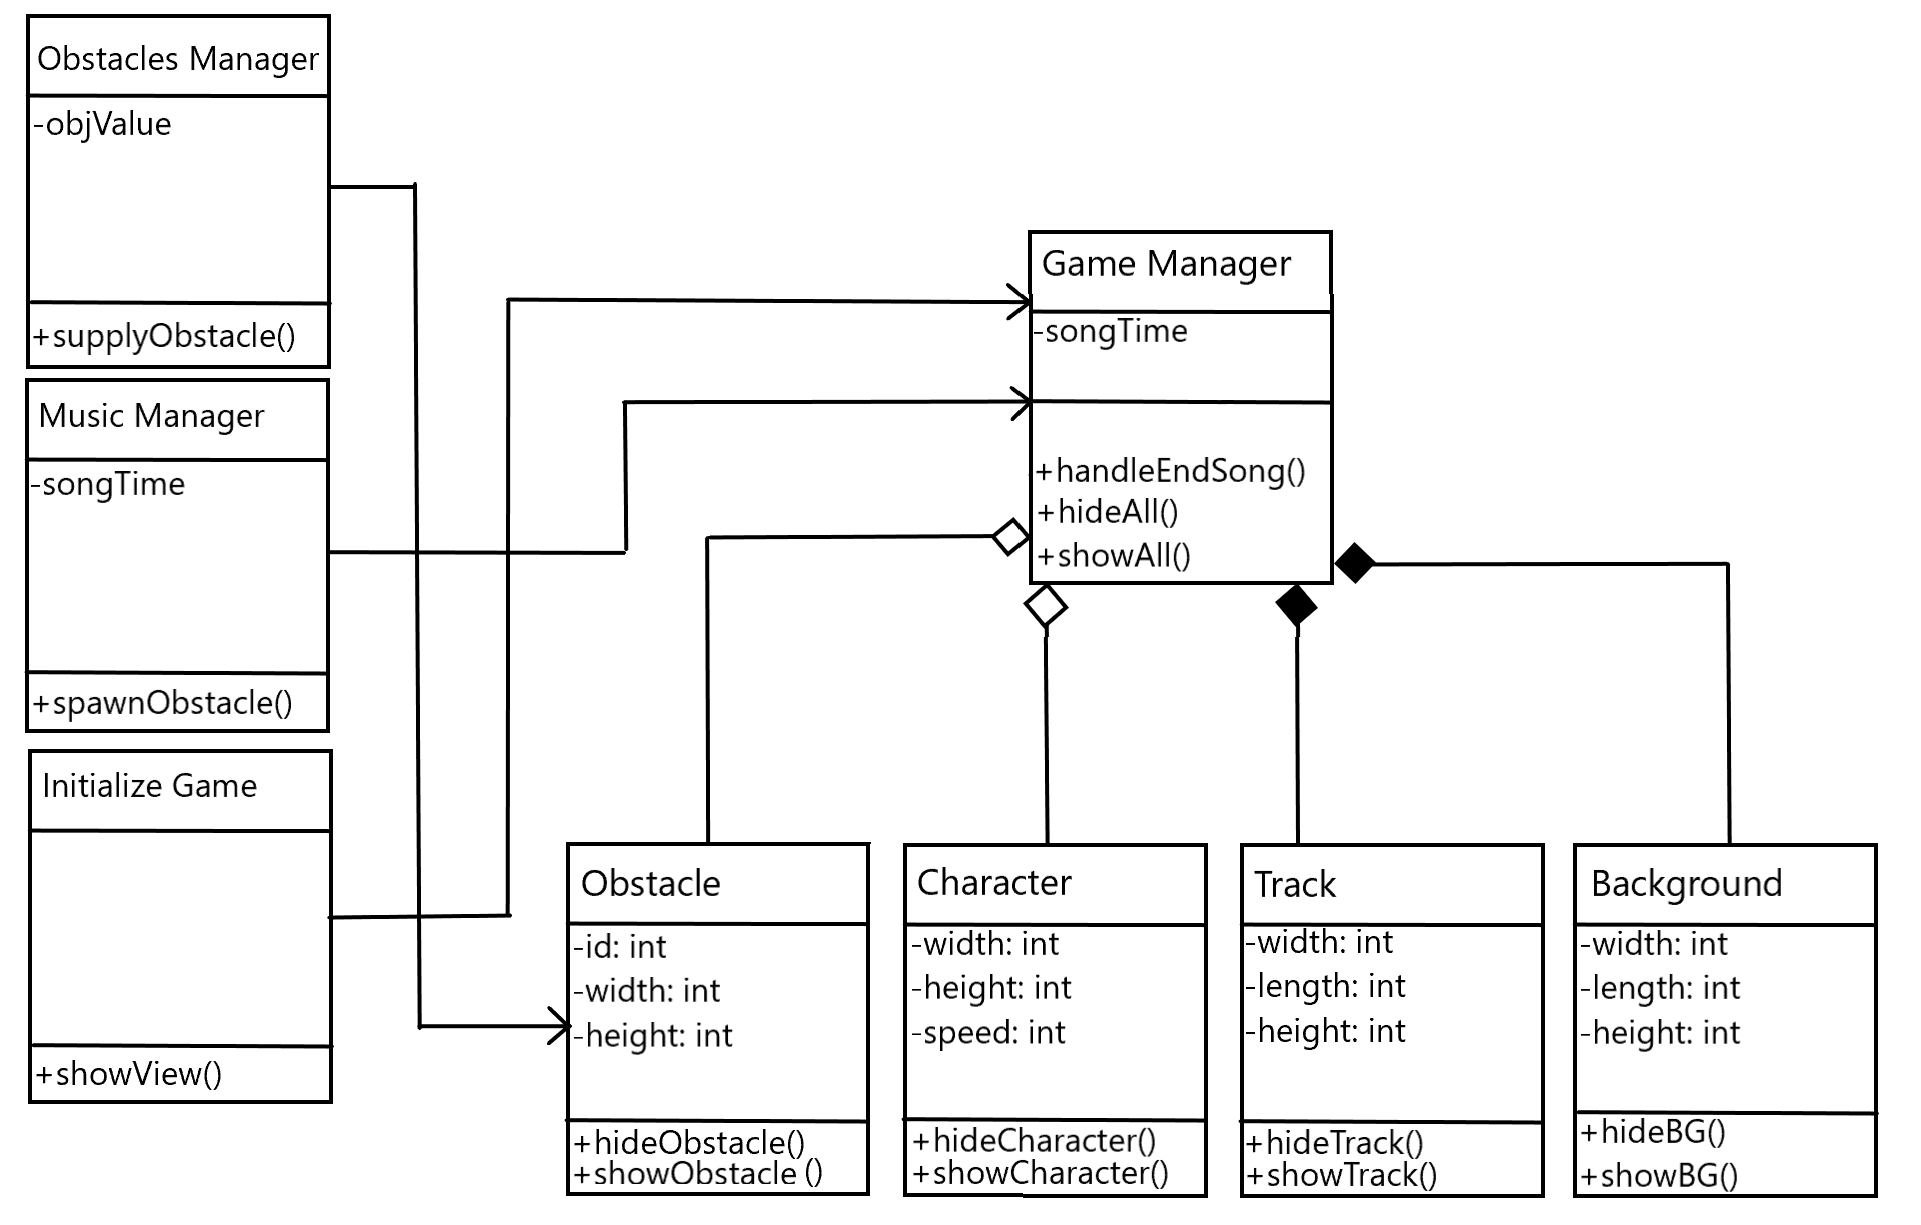 Obstacles Manager
-objValue
+supplyObstacle()
Music Manager
-songTime
+spawnObstacle()
Initialize Game
+showView()
Game Manager
-songTime
+handleEndSong()
+hideAll()
+showAll()
Obstacle
-id: int
-width: int
-height: int
+hideObstacle()
+showObstacle ()
Character
-width: int
-height: int
-speed: int
+hideCharacter()
+showCharacter()
Track
-width: int
-length: int
-height: int
+hideTrack()
+showTrack()
Background
-width: int
-length: int
-height: int
+hideBG()
+showBG()